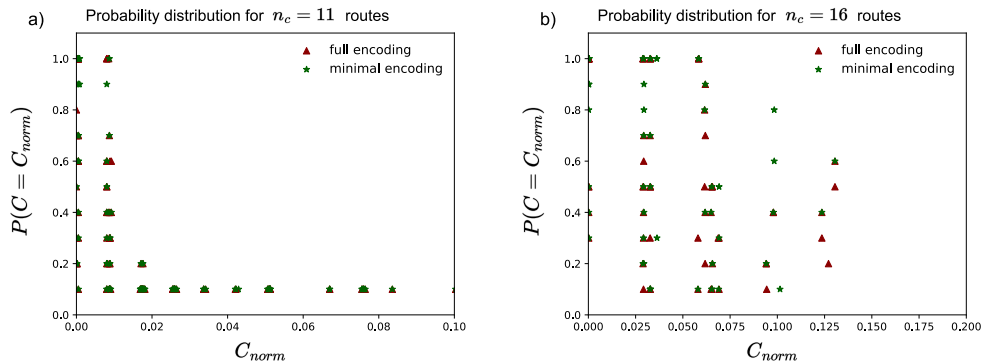 a) Probability distribution for n_c = 11 routes
full encoding
minimal encoding
P(C = C_norm)
1.0
0.8
0.6
0.4
0.2
0.0
0.00 0.02 0.04 0.06 0.08 0.10
C_norm
b) Probability distribution for n_c = 16 routes
full encoding
minimal encoding
P(C = C_norm)
1.0
0.8
0.6
0.4
0.2
0.0
0.000 0.025 0.050 0.075 0.100 0.125 0.150 0.175 0.200
C_norm